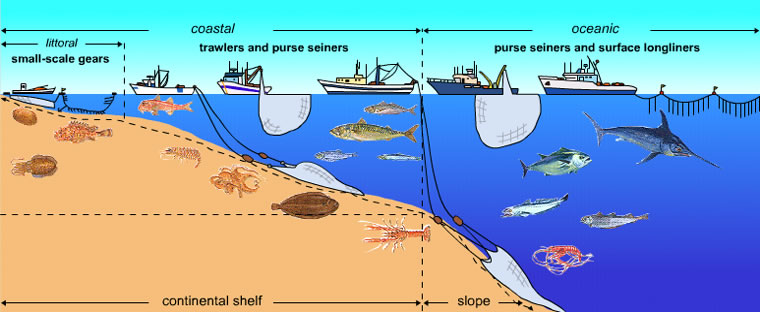 coastal
oceanic
littoral
trawlers and purse seiners
purse seiners and surface longliners
small-scale gears
continental shelf
slope